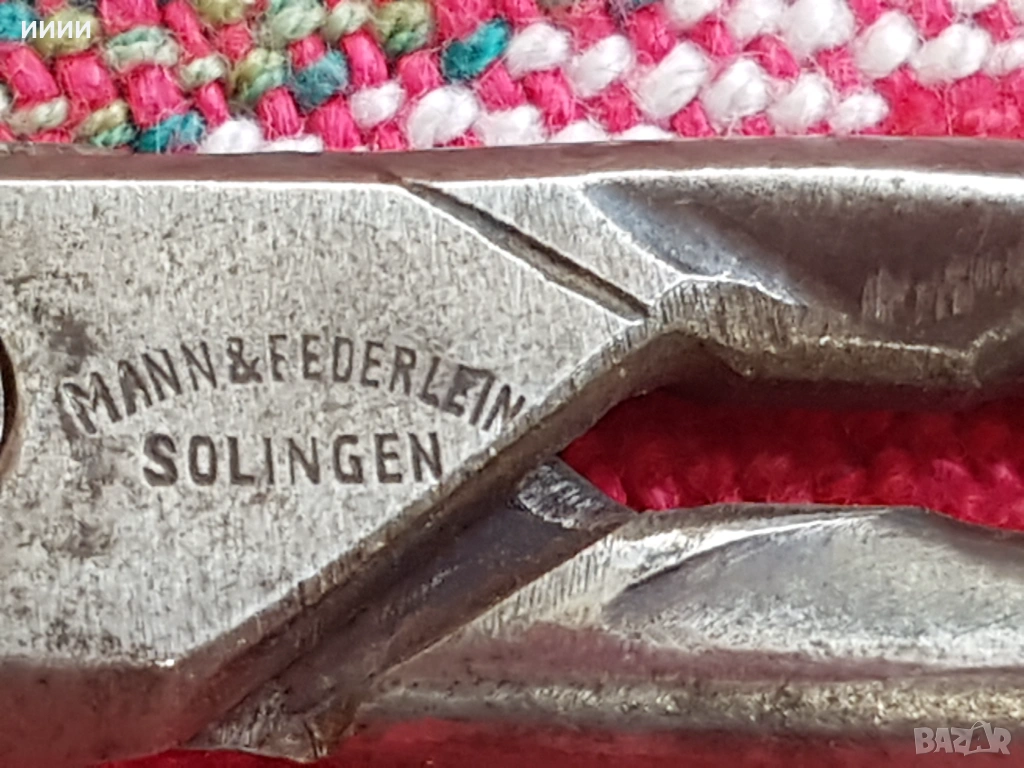 ииии
MANN & FEDERLEIN
SOLINGEN
BAZAR